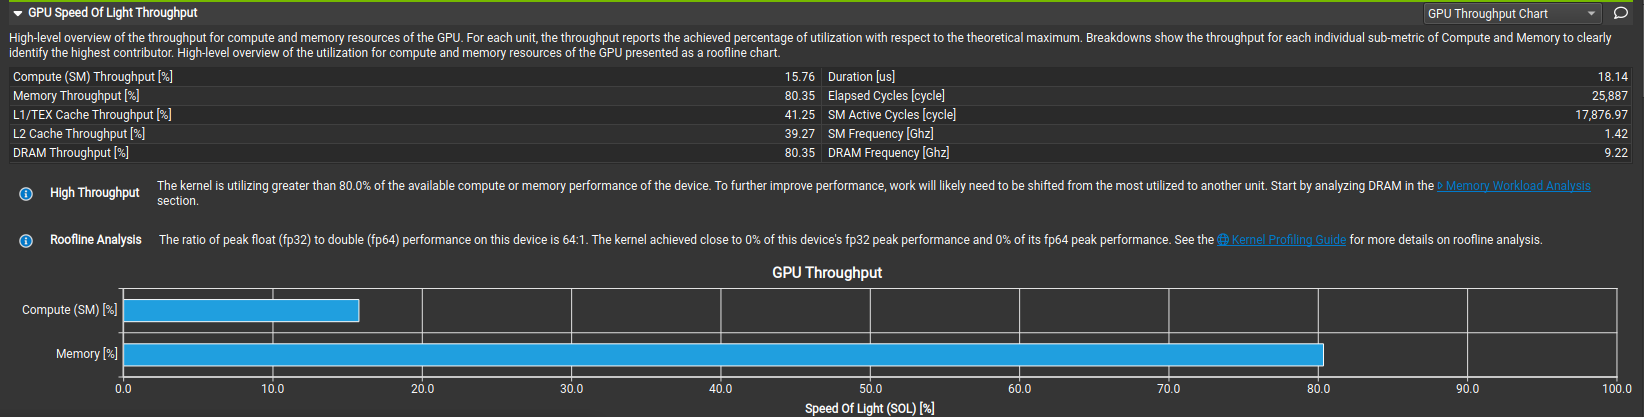 GPU Speed Of Light Throughput
GPU Throughput Chart
High-level overview of the throughput for compute and memory resources of the GPU. For each unit, the throughput reports the achieved percentage of utilization with respect to the theoretical maximum. Breakdowns show the throughput for each individual sub-metric of Compute and Memory to clearly
identify the highest contributor. High-level overview of the utilization for compute and memory resources of the GPU presented as a roofline chart.
Compute (SM) Throughput [%] 15.76 Duration [us] 18.14
Memory Throughput [%] 80.35 Elapsed Cycles [cycle] 25,887
L1/TEX Cache Throughput [%] 41.25 SM Active Cycles [cycle] 17,876.97
L2 Cache Throughput [%] 39.27 SM Frequency [Ghz] 1.42
DRAM Throughput [%] 80.35 DRAM Frequency [Ghz] 9.22
High Throughput
The kernel is utilizing greater than 80.0% of the available compute or memory performance of the device. To further improve performance, work will likely need to be shifted from the most utilized to another unit. Start by analyzing DRAM in the Memory Workload Analysis
section.
Roofline Analysis
The ratio of peak float (fp32) to double (fp64) performance on this device is 64:1. The kernel achieved close to 0% of this device's fp32 peak performance and 0% of its fp64 peak performance. See the Kernel Profiling Guide for more details on roofline analysis.
GPU Throughput
Compute (SM) [%]
Memory [%]
0.0 10.0 20.0 30.0 40.0 50.0 60.0 70.0 80.0 90.0 100.0
Speed Of Light (SOL) [%]